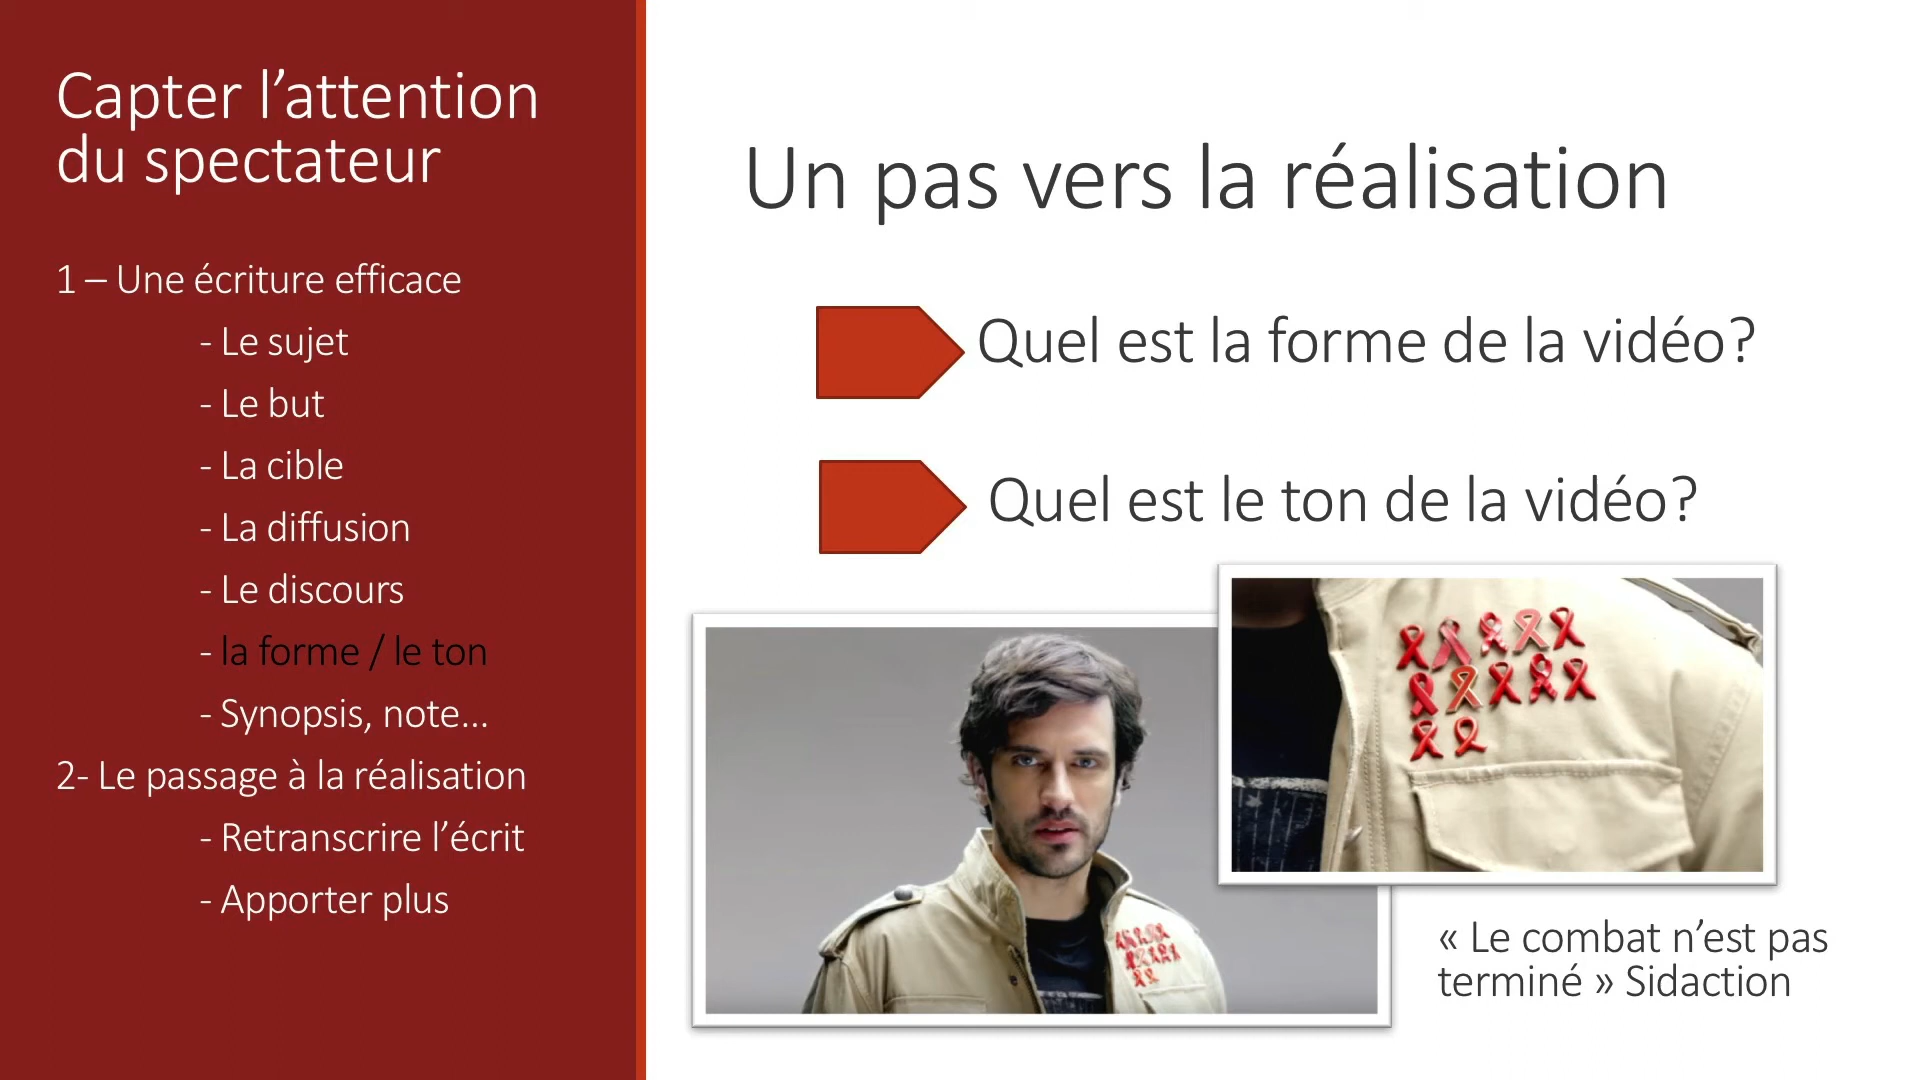 Capter l’attention
du spectateur
1 – Une écriture efficace
- Le sujet
- Le but
- La cible
- La diffusion
- Le discours
- la forme / le ton
- Synopsis, note...
2- Le passage à la réalisation
- Retranscrire l’écrit
- Apporter plus
Un pas vers la réalisation
Quel est la forme de la vidéo?
Quel est le ton de la vidéo?
« Le combat n’est pas
terminé » Sidaction